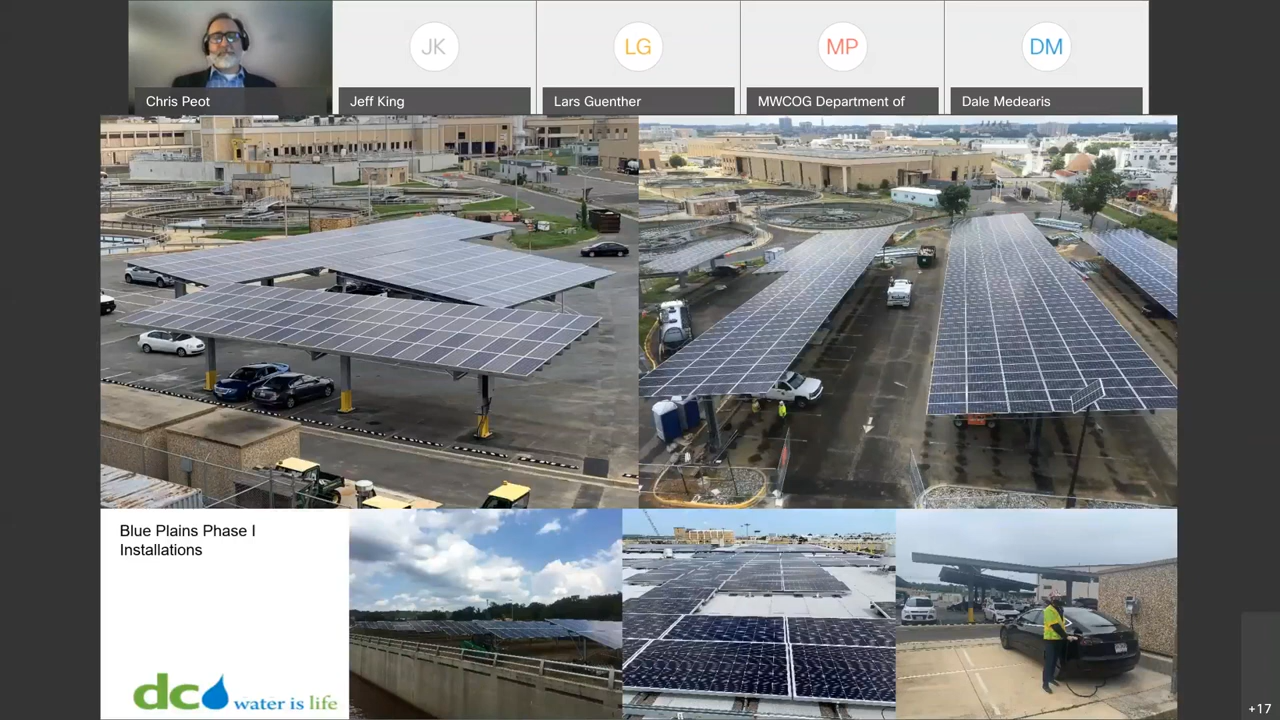 JK
LG
MP
DM
Chris Peot
Jeff King
Lars Guenther
MWCOG Department of
Dale Medearis
Blue Plains Phase I
Installations
dc water is life
+17